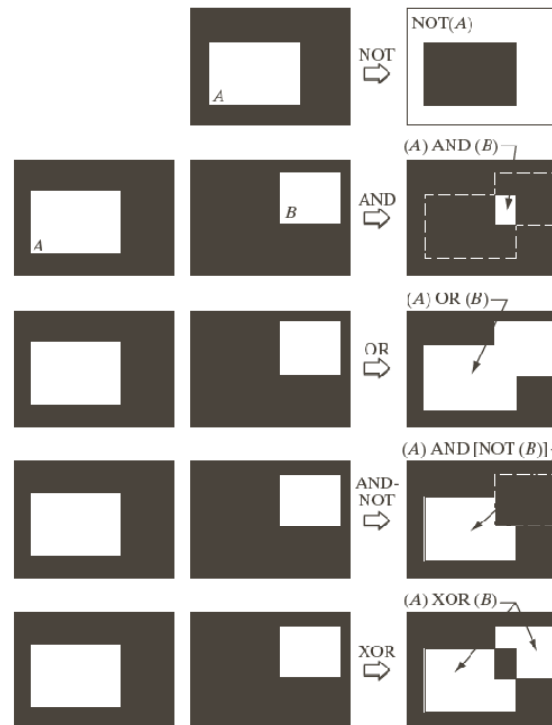 NOT(A)
NOT
A
(A) AND (B)
AND
A
B
(A) OR (B)
OR
(A) AND [NOT (B)]
AND-
NOT
(A) XOR (B)
XOR